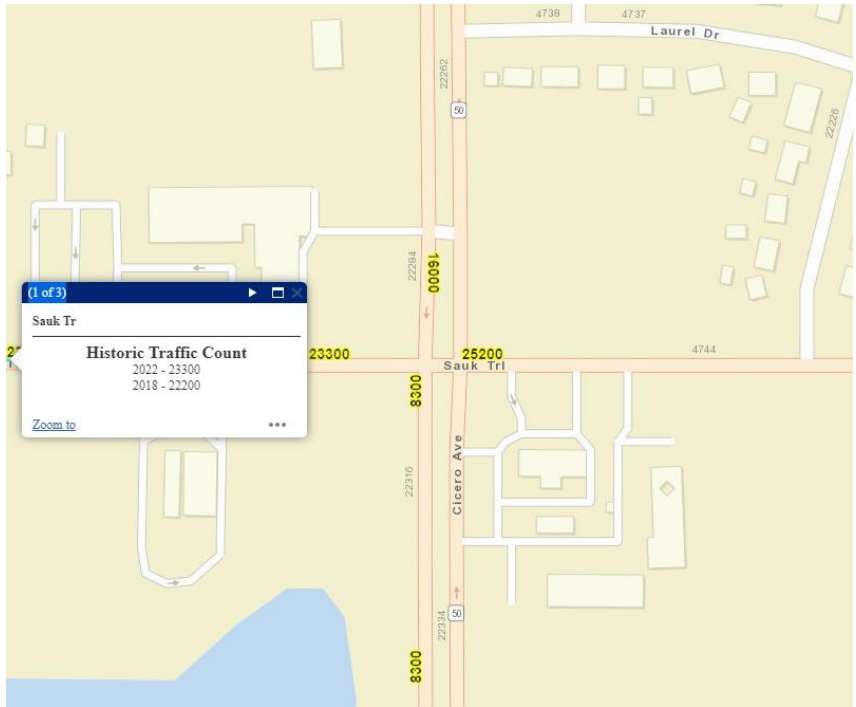 4738
4737
Laurel Dr
22262
50
22226
22284
16000
(1 of 3)
Sauk Tr
Historic Traffic Count
2022 - 23300
2018 - 22200
Zoom to
23300
25200
4744
Sauk Trl
8300
Cicero Ave
22316
50
22334
8300